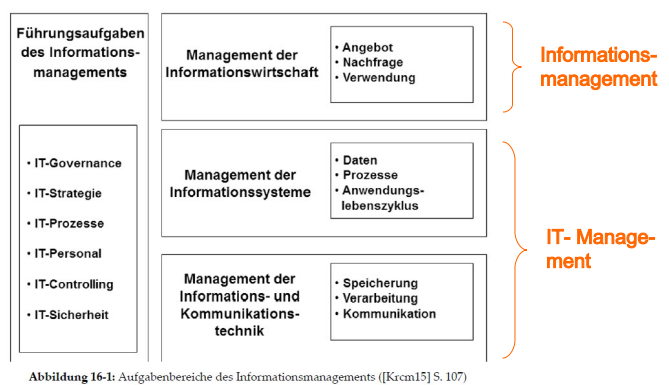 Führungsaufgaben
des Informations-
managements
• IT-Governance
• IT-Strategie
• IT-Prozesse
• IT-Personal
• IT-Controlling
• IT-Sicherheit
Management der
Informationswirtschaft
• Angebot
• Nachfrage
• Verwendung
Informations-
management
Management der
Informationssysteme
• Daten
• Prozesse
• Anwendungs-
lebenszyklus
Management der
Informations- und
Kommunikations-
technik
• Speicherung
• Verarbeitung
• Kommunikation
IT- Manage-
ment
Abbildung 16-1: Aufgabenbereiche des Informationsmanagements ([Krcm15] S. 107)